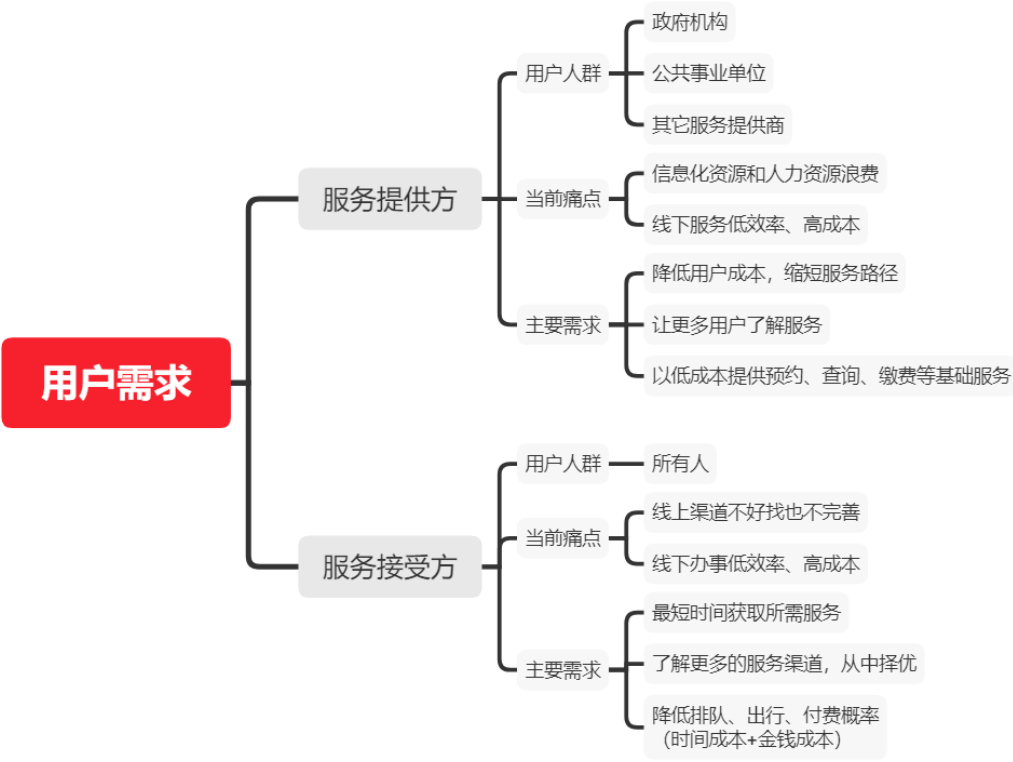 用户需求
服务提供方
用户人群
政府机构
公共事业单位
其它服务提供商
当前痛点
信息化资源和人力资源浪费
线下服务低效率、高成本
主要需求
降低用户成本，缩短服务路径
让更多用户了解服务
以低成本提供预约、查询、缴费等基础服务
服务接受方
用户人群
所有人
当前痛点
线上渠道不好找也不完善
线下办事低效率、高成本
主要需求
最短时间获取所需服务
了解更多的服务渠道，从中择优
降低排队、出行、付费概率
（时间成本+金钱成本）